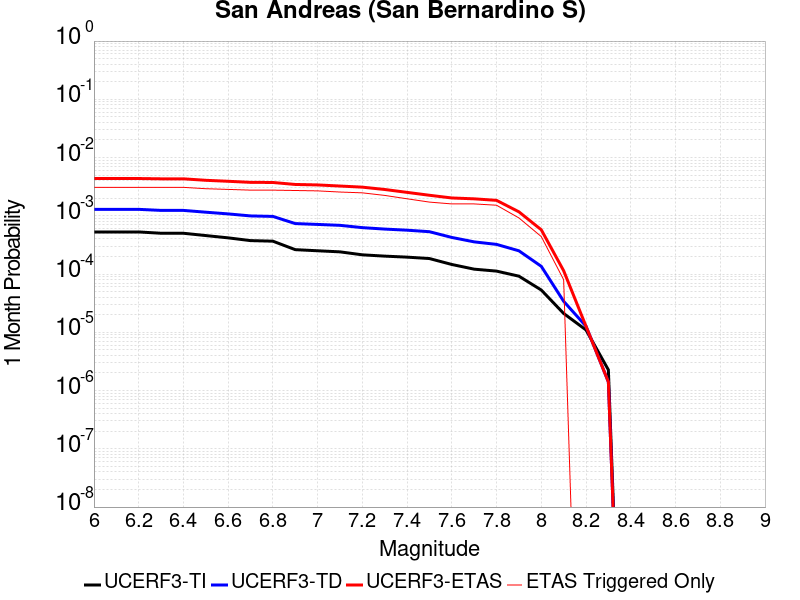 San Andreas (San Bernardino S)
10^0
10^-1
10^-2
10^-3
10^-4
10^-5
10^-6
10^-7
10^-8
1 Month Probability
6 6.2 6.4 6.6 6.8 7 7.2 7.4 7.6 7.8 8 8.2 8.4 8.6 8.8 9
Magnitude
UCERF3-TI UCERF3-TD UCERF3-ETAS ETAS Triggered Only